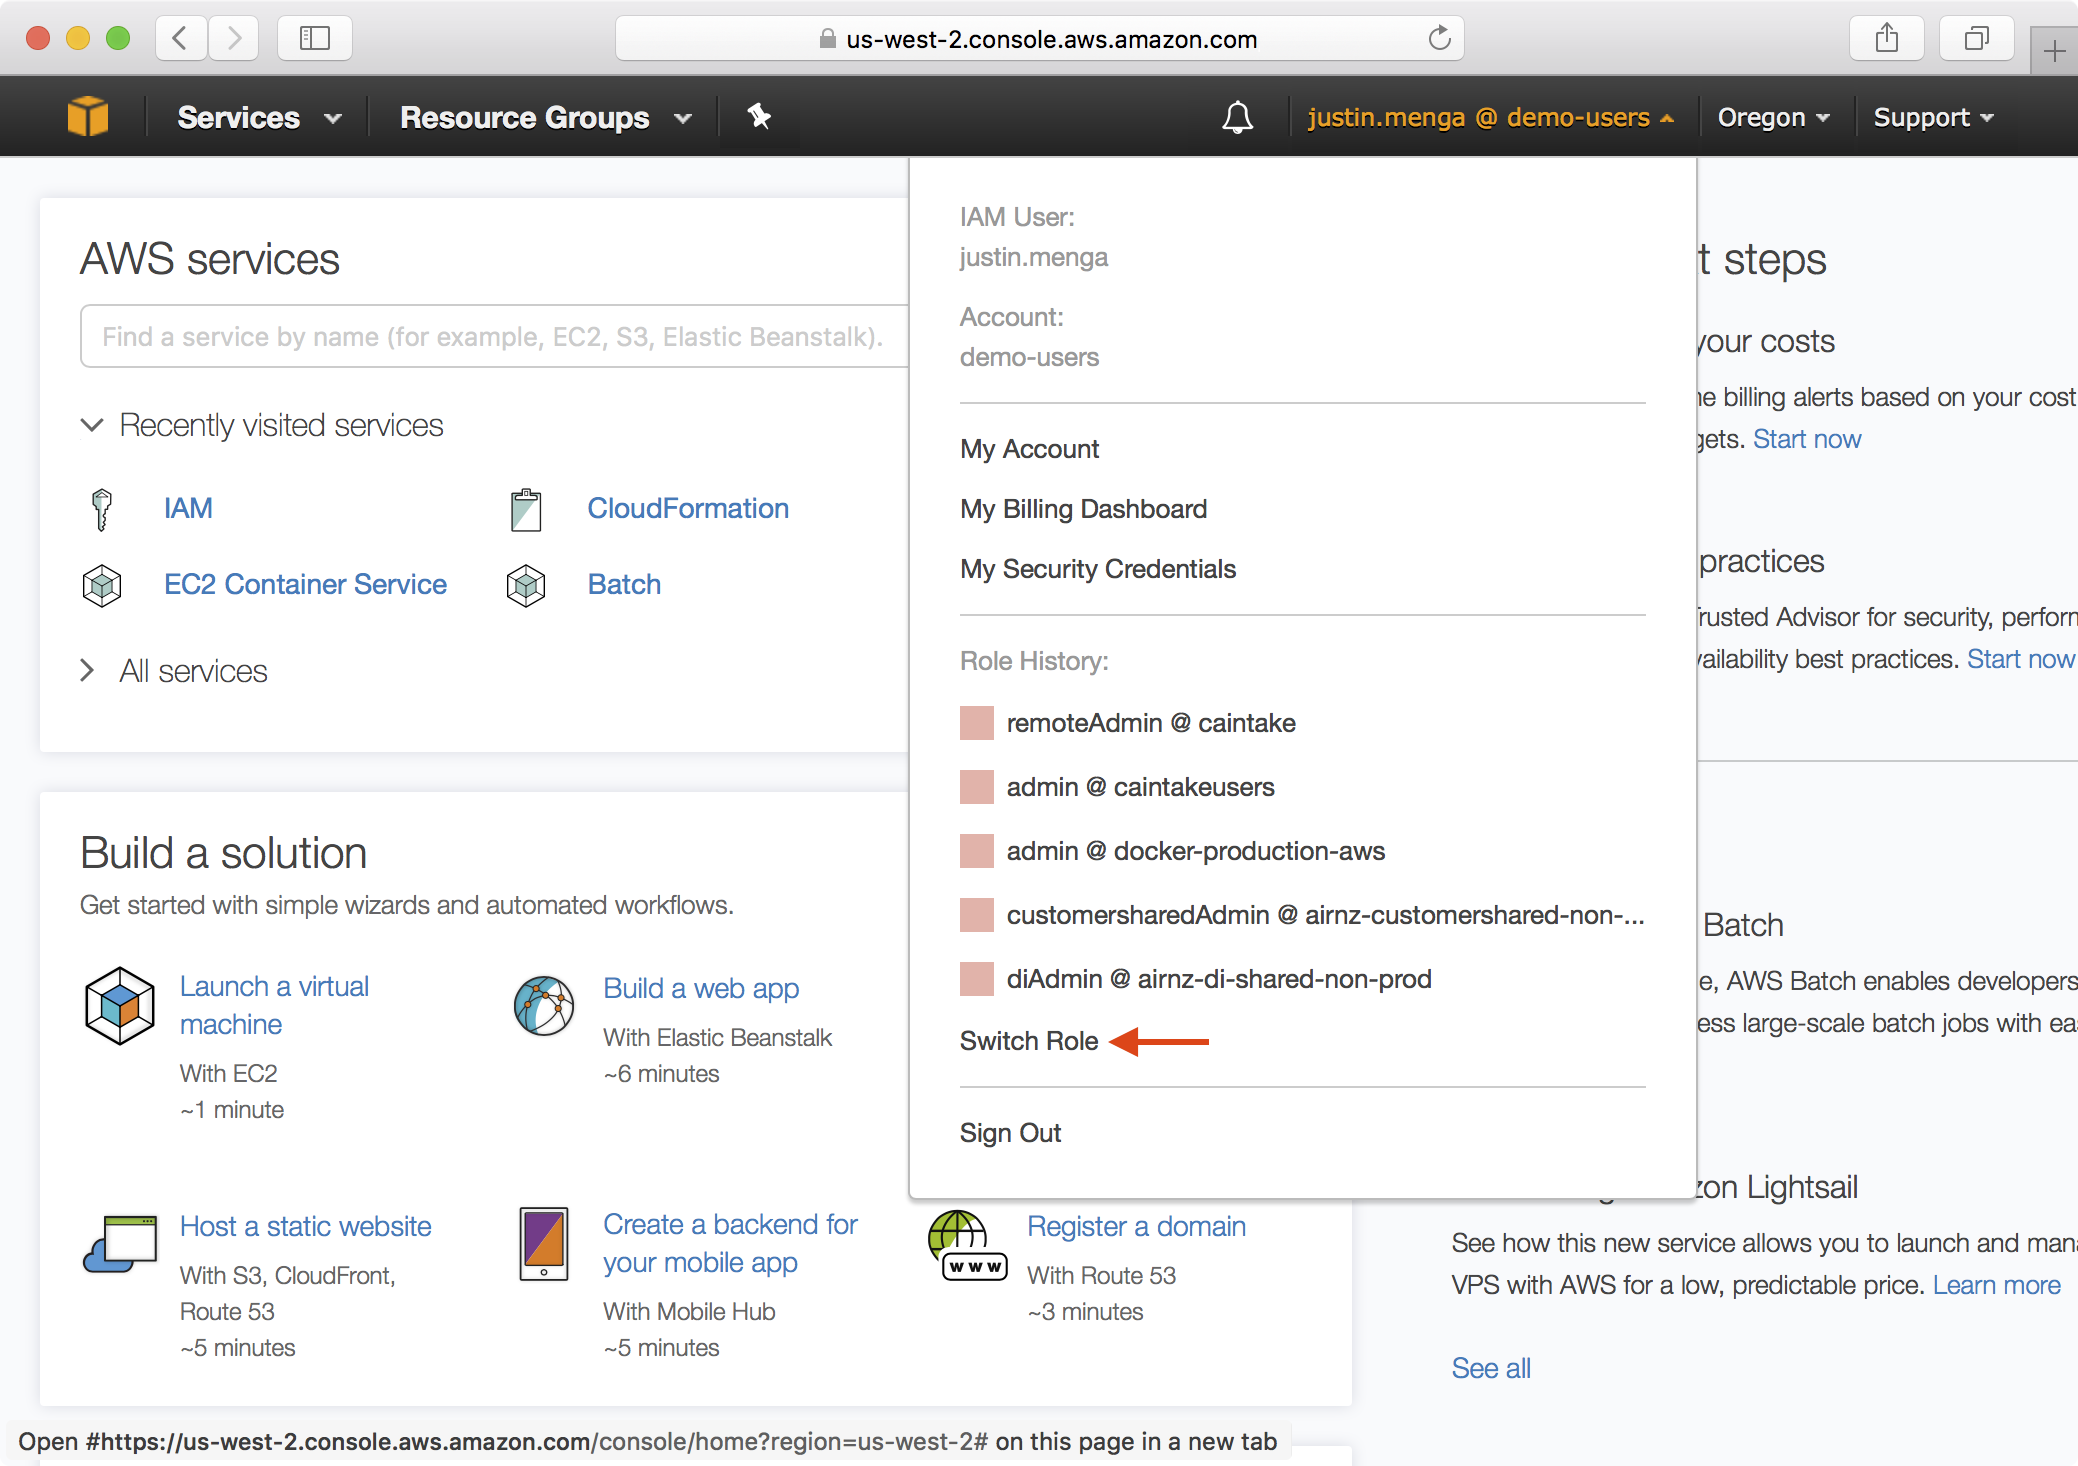 us-west-2.console.aws.amazon.com
Services
Resource Groups
justin.menga @ demo-users
Oregon
Support
AWS services
Find a service by name (for example, EC2, S3, Elastic Beanstalk).
Recently visited services
IAM
CloudFormation
EC2 Container Service
Batch
All services
Build a solution
Get started with simple wizards and automated workflows.
Launch a virtual
machine
With EC2
~1 minute
Build a web app
With Elastic Beanstalk
~6 minutes
Host a static website
With S3, CloudFront,
Route 53
~5 minutes
Create a backend for
your mobile app
With Mobile Hub
~5 minutes
www
Register a domain
With Route 53
~3 minutes
IAM User:
justin.menga
Account:
demo-users
My Account
My Billing Dashboard
My Security Credentials
Role History:
remoteAdmin @ caintake
admin @ caintakeusers
admin @ docker-production-aws
customersharedAdmin @ airnz-customershared-non-...
diAdmin @ airnz-di-shared-non-prod
Switch Role
Sign Out
steps
your costs
billing alerts based on your cost
Start now
practices
Trusted Advisor for security,
best practices. Start now
Batch
AWS Batch enables developers
large-scale batch jobs with
Lightsail
See how this new service allows you to launch and
VPS with AWS for a low, predictable price. Learn more
See all
Open #https://us-west-2.console.aws.amazon.com/console/home?region=us-west-2# on this page in a new tab